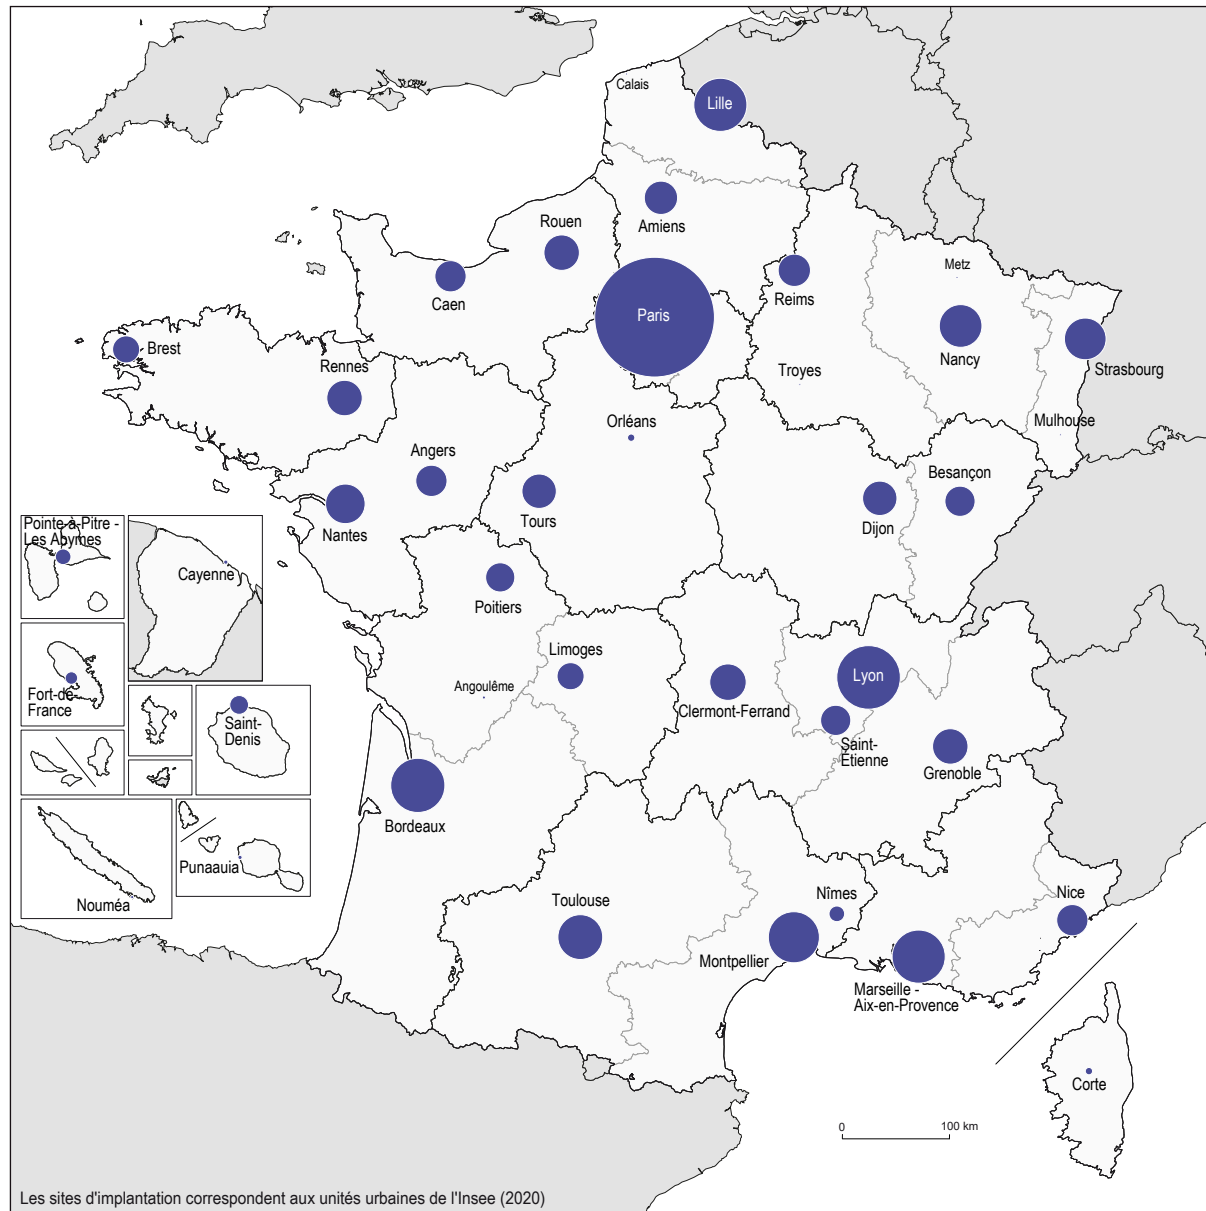 Calais
Lille
Amiens
Rouen
Caen
Reims
Metz
Paris
Nancy
Strasbourg
Brest
Rennes
Troyes
Mulhouse
Orléans
Angers
Besançon
Nantes
Tours
Dijon
Pointe-à-Pitre -
Les Abymes
Cayenne
Poitiers
Limoges
Angoulême
Clermont-Ferrand
Lyon
Saint-
Etienne
Grenoble
Fort-de-
France
Saint-
Denis
Bordeaux
Punaauia
Nouméa
Toulouse
Nîmes
Nice
Montpellier
Marseille -
Aix-en-Provence
Corte
0 100 km
Les sites d'implantation correspondent aux unités urbaines de l'Insee (2020)